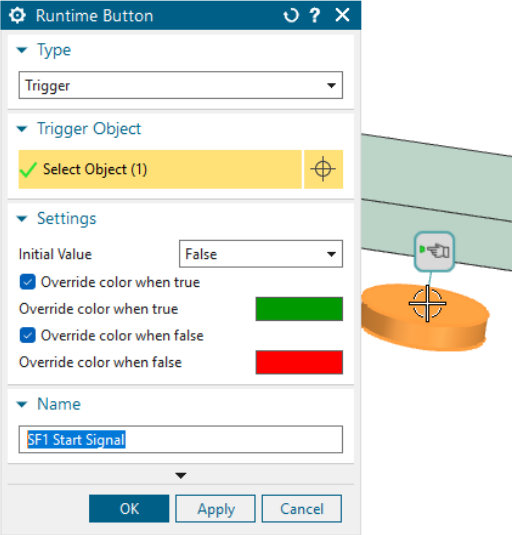 Runtime Button ?
Type
Trigger
Trigger Object
Select Object (1)
Settings
Initial Value False
Override color when true
Override color when true
Override color when false
Override color when false
Name
SF1 Start Signal
OK Apply Cancel